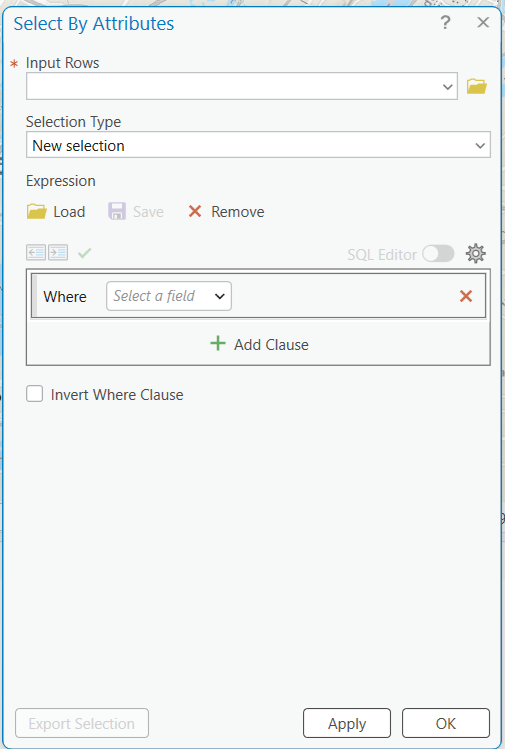 Select By Attributes ? ×
* Input Rows
Selection Type
New selection
Expression
Load Save Remove
SQL Editor
Where Select a field
Add Clause
Invert Where Clause
Export Selection Apply OK